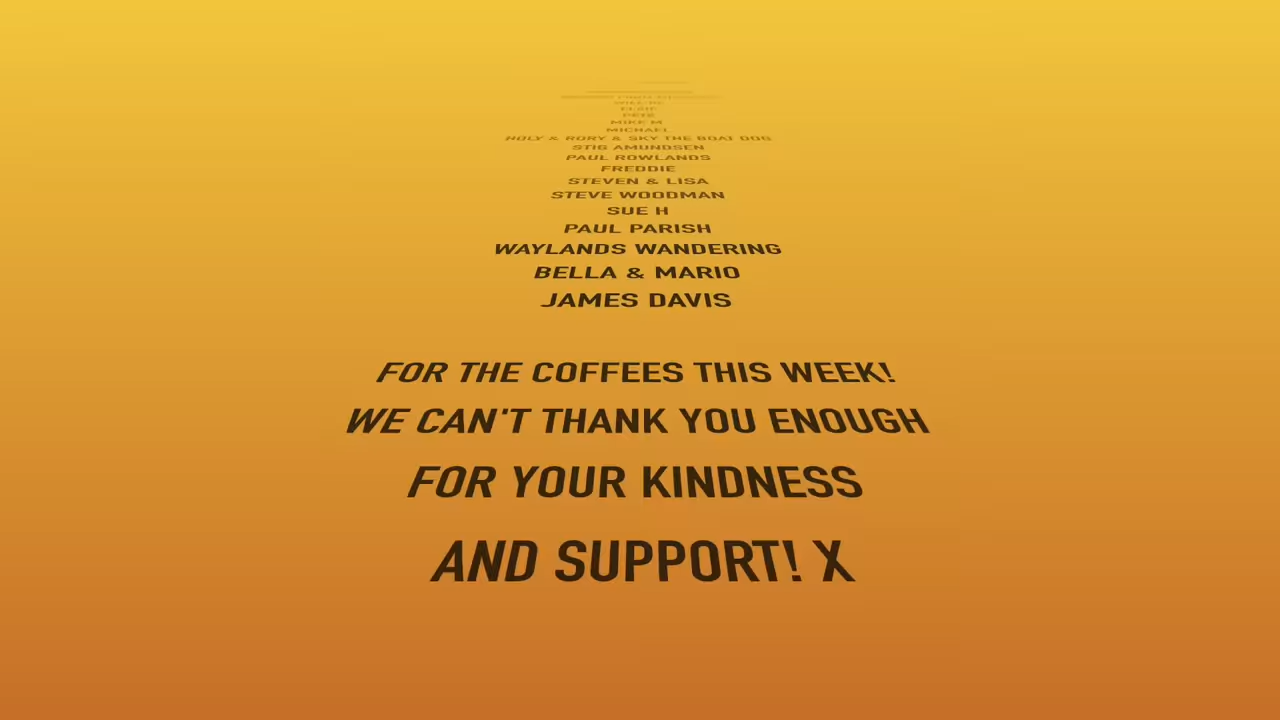 PETE
MIKE M
MICHAEL
HOLY & RORY & SKY THE BOAT DOG
STIG AMUNDSEN
PAUL ROWLANDS
FREDDIE
STEVEN & LISA
STEVE WOODMAN
SUE H
PAUL PARISH
WAYLANDS WANDERING
BELLA & MARIO
JAMES DAVIS
FOR THE COFFEES THIS WEEK!
WE CAN'T THANK YOU ENOUGH
FOR YOUR KINDNESS
AND SUPPORT! X